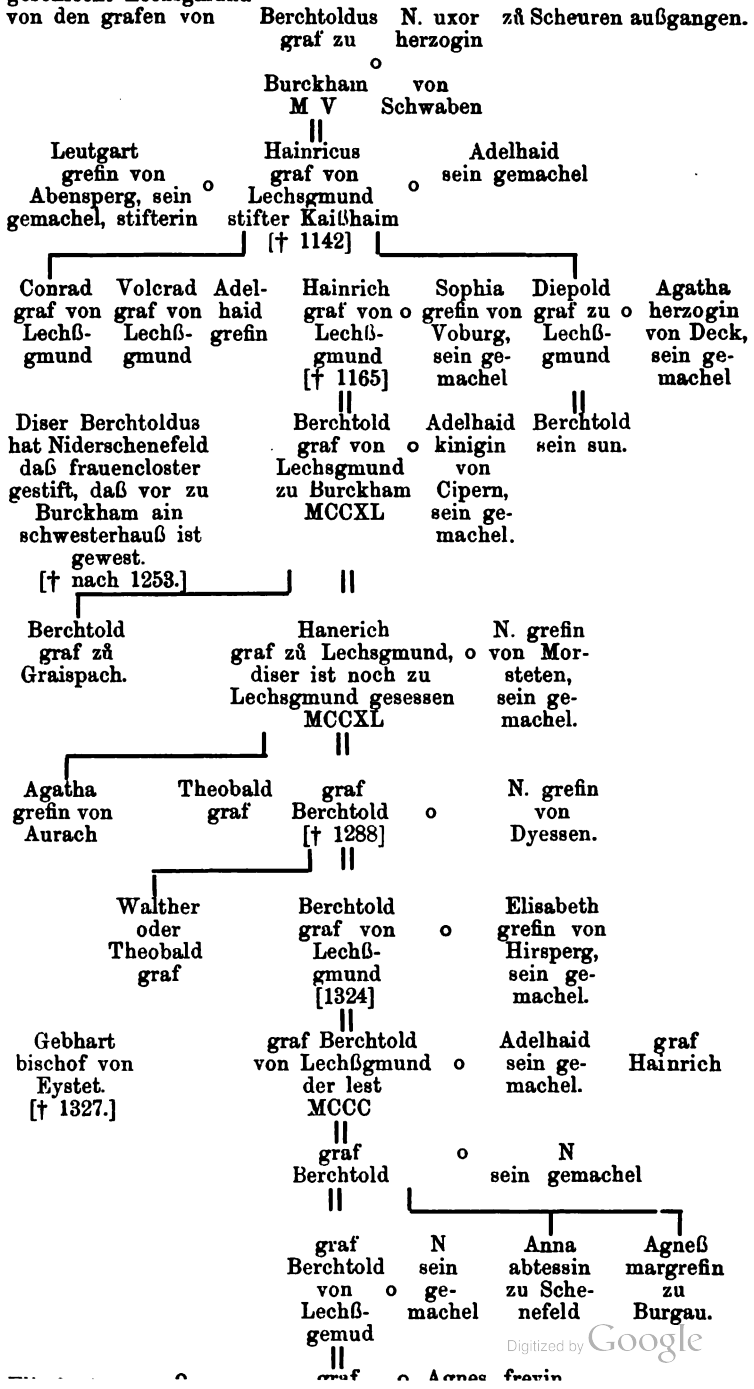 von den grafen von Berchtoldus N. uxor zů Scheuren außgangen.
graf zu herzogin
o
Burckham von
M V Schwaben
Leutgart Hainricus Adelhaid
grefin von graf von sein gemachel
Abensperg, sein o Lechsgmund o
gemachel, stifterin stifter Kaißhaim
[† 1142]
Conrad Volcrad Adel- Hainrich Sophia Diepold Agatha
graf von graf von haid graf von o grefin von graf zu o herzogin
Lechß- Lechß- grefin Lechß- Voburg, Lechß- von Deck,
gmund gmund gmund sein ge- gmund sein ge-
[† 1165] machel machel
Diser Berchtoldus Berchtold Adelhaid Berchtold
hat Niderschenefeld graf von o kinigin sein sun.
daß frauencloster Lechsgmund von
gestift, daß vor zu zu Burckham Cipern,
Burckham ain MCCXL sein ge-
schwesterhauß ist machel.
gewest.
[† nach 1253.]
Berchtold Hanerich N. grefin
graf zů graf zů Lechsgmund, o von Mor-
Graispach. diser ist noch zu steten,
Lechsgmund gesessen sein ge-
MCCXL machel.
Agatha Theobald graf N. grefin
grefin von graf Berchtold o von
Aurach [† 1288] Dyessen.
Walther Berchtold Elisabeth
oder graf von o grefin von
Theobald Lechß- Hirsperg,
graf gmund sein ge-
[1324] machel.
Gebhart graf Berchtold Adelhaid graf
bischof von von Lechßgmund o sein ge- Hainrich
Eystet. der lest machel.
[† 1327.] MCCC
graf o N
Berchtold sein gemachel
graf N Anna Agneß
Berchtold sein abtessin margrefin
von o ge- zu Sche- zu
Lechß- machel nefeld Burgau.
gemud
Digitized by Google
graf o Agnes frevin